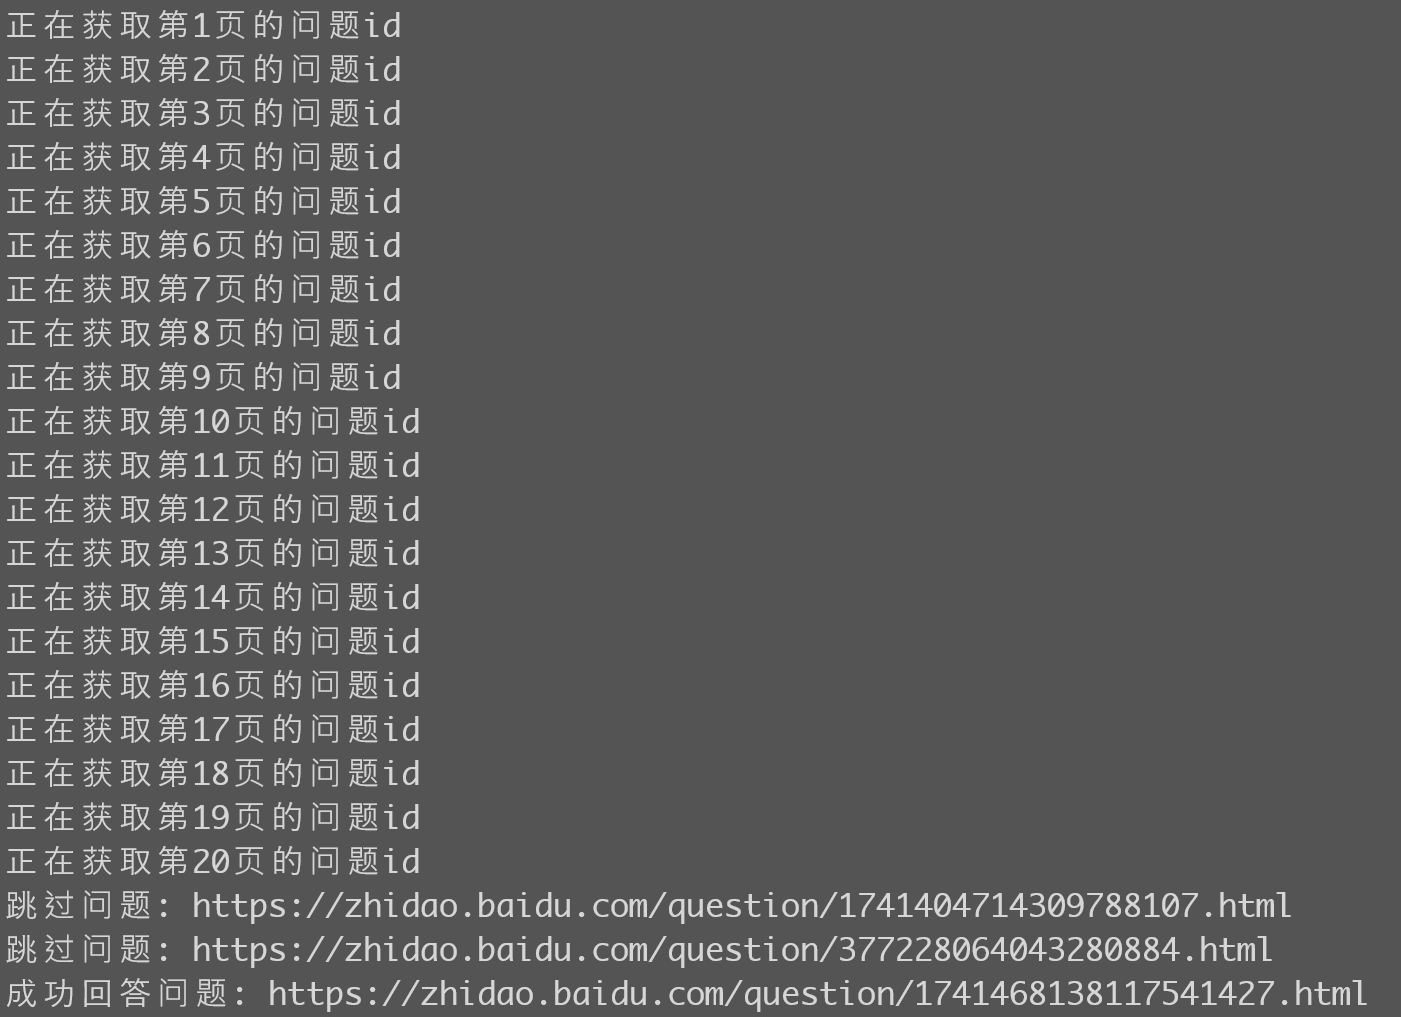 正在获取第1页的问题id
正在获取第2页的问题id
正在获取第3页的问题id
正在获取第4页的问题id
正在获取第5页的问题id
正在获取第6页的问题id
正在获取第7页的问题id
正在获取第8页的问题id
正在获取第9页的问题id
正在获取第10页的问题id
正在获取第11页的问题id
正在获取第12页的问题id
正在获取第13页的问题id
正在获取第14页的问题id
正在获取第15页的问题id
正在获取第16页的问题id
正在获取第17页的问题id
正在获取第18页的问题id
正在获取第19页的问题id
正在获取第20页的问题id
跳过问题: https://zhidao.baidu.com/question/1741404714309788107.html
跳过问题: https://zhidao.baidu.com/question/377228064043280884.html
成功回答问题: https://zhidao.baidu.com/question/1741468138117541427.html